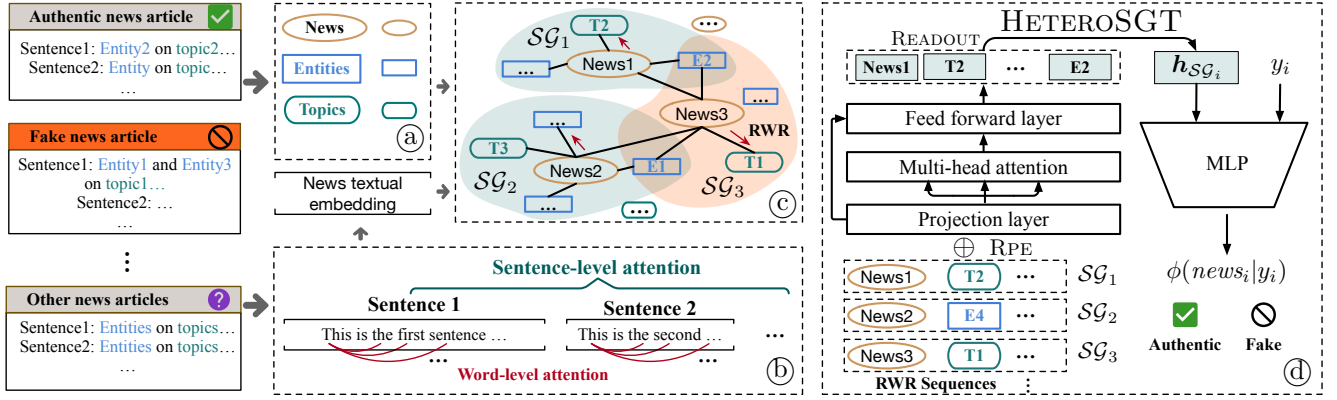 Authentic news article
Sentence1: Entity2 on topic2…
Sentence2: Entity on topic…
…
Fake news article
Sentence1: Entity1 and Entity3
on topic1…
Sentence2: …
…
Other news articles
?
Sentence1: Entities on topics…
Sentence2: Entities on topics…
…
News
Entities
Topics
a
News textual
embedding
Sentence-level attention
Sentence 1
Sentence 2
This is the first sentence …
This is the second …
...
...
...
Word-level attention
b
SG1
T2
...
News1
E2
...
...
...
News3
RWR
T3
News2
E1
T1
SG2
SG3
...
...
c
HETEROSGT
READOUT
News1 T2 ... E2
Feed forward layer
Multi-head attention
Projection layer
⊕ RPE
News1 T2 ... SG1
News2 E4 ... SG2
News3 T1 ... SG3
RWR Sequences ⋮
h_SGi
yi
MLP
ϕ(newsi|yi)
Authentic
Fake
d